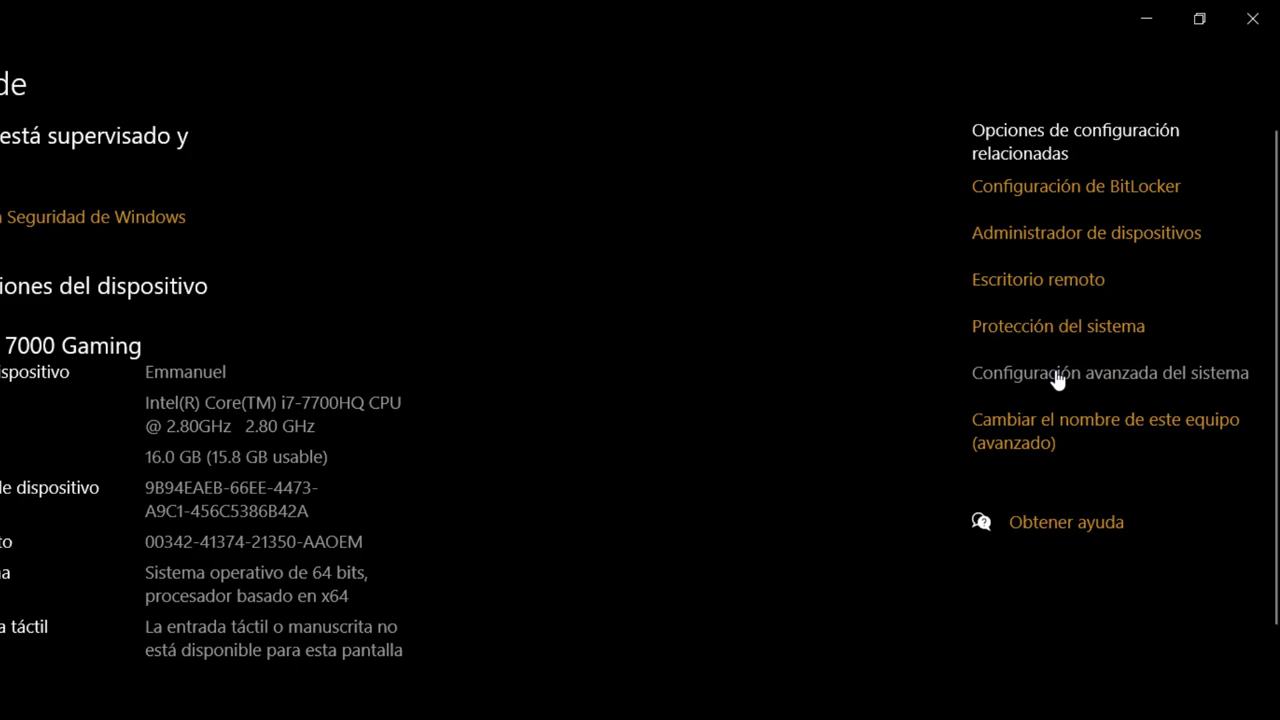 de
está supervisado y
Seguridad de Windows
iones del dispositivo
7000 Gaming
ispositivo Emmanuel
Intel(R) Core(TM) i7-7700HQ CPU
@ 2.80GHz 2.80 GHz
16.0 GB (15.8 GB usable)
de dispositivo 9B94EAEB-66EE-4473-
A9C1-456C5386B42A
to 00342-41374-21350-AAOEM
na Sistema operativo de 64 bits,
procesador basado en x64
a táctil La entrada táctil o manuscrita no
está disponible para esta pantalla
Opciones de configuración
relacionadas
Configuración de BitLocker
Administrador de dispositivos
Escritorio remoto
Protección del sistema
Configuración avanzada del sistema
Cambiar el nombre de este equipo
(avanzado)
Obtener ayuda